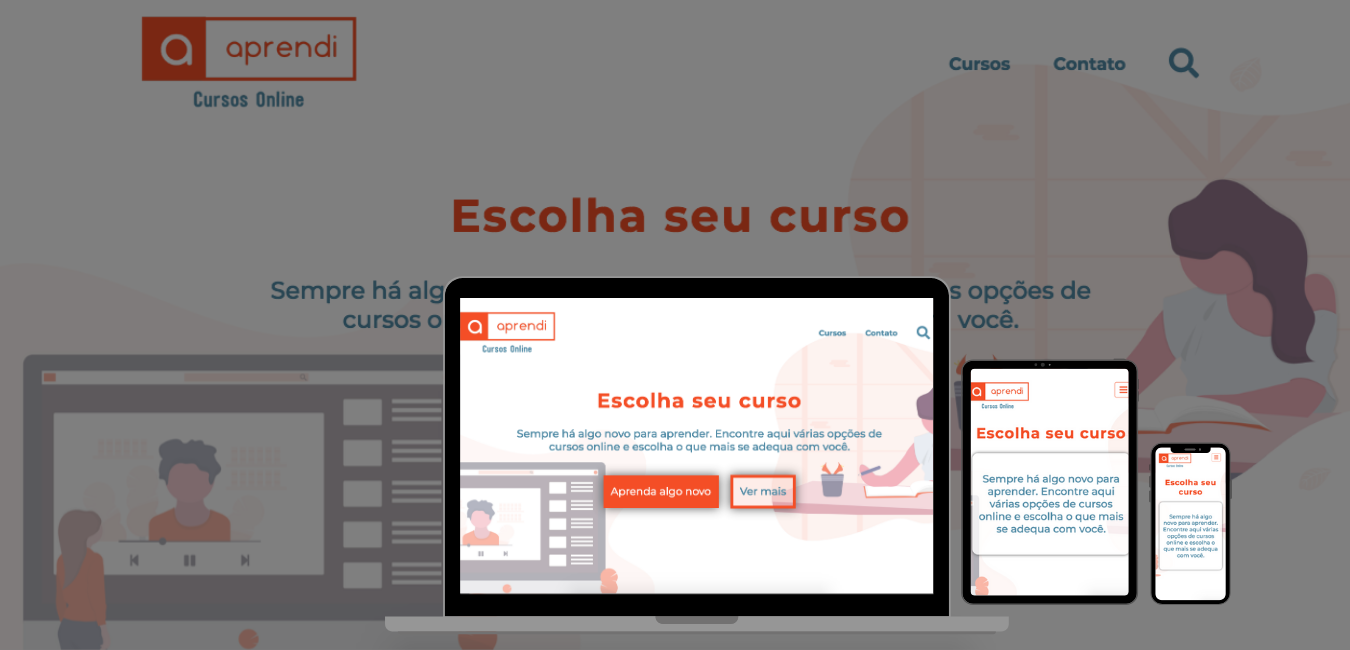 a aprendi
Cursos Online
Cursos Contato
Escolha seu curso
Sempre há alg s opções de
cursos o você.
a aprendi
Cursos Online
Cursos Contato
Escolha seu curso
Sempre há algo novo para aprender. Encontre aqui várias opções de
cursos online e escolha o que mais se adequa com você.
Aprenda algo novo Ver mais
a aprendi
Cursos Online
Escolha seu curso
Sempre há algo novo para
aprender. Encontre aqui
várias opções de cursos
online e escolha o que mais
se adequa com você.
a aprendi
Cursos Online
Escolha seu
curso
Sempre há algo
novo para aprender.
Encontre aqui várias
opções de cursos
online e escolha o
que mais se adequa
com você.